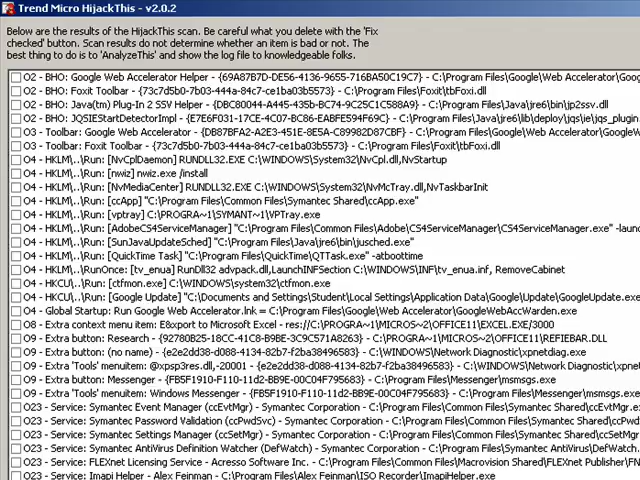 Trend Micro HijackThis - v2.0.2
Below are the results of the HijackThis scan. Be careful what you delete with the 'Fix
checked' button. Scan results do not determine whether an item is bad or not. The
best thing to do is to 'AnalyzeThis' and show the log file to knowledgeable folks.
O2 - BHO: Google Web Accelerator Helper - {69A87B7D-DE56-4136-9655-716BA50C19C7} - C:\Program Files\Google\Web Accelerator\Goog
O2 - BHO: Foxit Toolbar - {73c7d5b0-7b03-444a-84c7-ce1ba03b5573} - C:\Program Files\Foxit\tbFoxi.dll
O2 - BHO: Java(tm) Plug-In 2 SSV Helper - {DBC80044-A445-435b-BC74-9C25C1C588A9} - C:\Program Files\Java\jre6\bin\jp2ssv.dll
O2 - BHO: JQSIEStartDetectorImpl - {E7E6F031-17CE-4C07-BC86-EABFE594F69C} - C:\Program Files\Java\jre6\lib\deploy\jqs\ie\jqs_plugin.
O3 - Toolbar: Google Web Accelerator - {DB87BFA2-A2E3-451E-8E5A-C89982D87CBF} - C:\Program Files\Google\Web Accelerator\Google
O3 - Toolbar: Foxit Toolbar - {73c7d5b0-7b03-444a-84c7-ce1ba03b5573} - C:\Program Files\Foxit\tbFoxi.dll
O4 - HKLM\..\Run: [NvCplDaemon] RUNDLL32.EXE C:\WINDOWS\System32\NvCpl.dll,NvStartup
O4 - HKLM\..\Run: [nwiz] nwiz.exe /install
O4 - HKLM\..\Run: [NvMediaCenter] RUNDLL32.EXE C:\WINDOWS\System32\NvMcTray.dll,NvTaskbarInit
O4 - HKLM\..\Run: [ccApp] "C:\Program Files\Common Files\Symantec Shared\ccApp.exe"
O4 - HKLM\..\Run: [vptray] C:\PROGRA~1\SYMANT~1\VPTray.exe
O4 - HKLM\..\Run: [AdobeCS4ServiceManager] "C:\Program Files\Common Files\Adobe\CS4ServiceManager\CS4ServiceManager.exe" -laun
O4 - HKLM\..\Run: [SunJavaUpdateSched] "C:\Program Files\Java\jre6\bin\jusched.exe"
O4 - HKLM\..\Run: [QuickTime Task] "C:\Program Files\QuickTime\QTTask.exe" -atboottime
O4 - HKLM\..\RunOnce: [tv_enua] RunDll32 advpack.dll,LaunchINFSection C:\WINDOWS\INF\tv_enua.inf, RemoveCabinet
O4 - HKCU\..\Run: [ctfmon.exe] C:\WINDOWS\system32\ctfmon.exe
O4 - HKCU\..\Run: [Google Update] "C:\Documents and Settings\Student\Local Settings\Application Data\Google\Update\GoogleUpdate.exe
O4 - Global Startup: Run Google Web Accelerator.lnk = C:\Program Files\Google\Web Accelerator\GoogleWebAccWarden.exe
O8 - Extra context menu item: E&xport to Microsoft Excel - res://C:\PROGRA~1\MICROS~2\OFFICE11\EXCEL.EXE/3000
O9 - Extra button: Research - {92780B25-18CC-41C8-B9BE-3C9C571A8263} - C:\PROGRA~1\MICROS~2\OFFICE11\REFIEBAR.DLL
O9 - Extra button: (no name) - {e2e2dd38-d088-4134-82b7-f2ba38496583} - C:\WINDOWS\Network Diagnostic\xpnetdiag.exe
O9 - Extra 'Tools' menuitem: @xpsp3res.dll,-20001 - {e2e2dd38-d088-4134-82b7-f2ba38496583} - C:\WINDOWS\Network Diagnostic\xpne
O9 - Extra button: Messenger - {FB5F1910-F110-11d2-BB9E-00C04F795683} - C:\Program Files\Messenger\msmsgs.exe
O9 - Extra 'Tools' menuitem: Windows Messenger - {FB5F1910-F110-11d2-BB9E-00C04F795683} - C:\Program Files\Messenger\msmsgs.exe
O23 - Service: Symantec Event Manager (ccEvtMgr) - Symantec Corporation - C:\Program Files\Common Files\Symantec Shared\ccEvtMgr.e
O23 - Service: Symantec Password Validation (ccPwdSvc) - Symantec Corporation - C:\Program Files\Common Files\Symantec Shared\ccPwd
O23 - Service: Symantec Settings Manager (ccSetMgr) - Symantec Corporation - C:\Program Files\Common Files\Symantec Shared\ccSetM
O23 - Service: Symantec AntiVirus Definition Watcher (DefWatch) - Symantec Corporation - C:\Program Files\Symantec AntiVirus\DefWat
O23 - Service: FLEXnet Licensing Service - Acresso Software Inc. - C:\Program Files\Common Files\Macrovision Shared\FLEXnet Publisher\FN
O23 - Service: Imapi Helper - Alex Feinman - C:\Program Files\Alex Feinman\ISO Recorder\ImapiHelper.exe